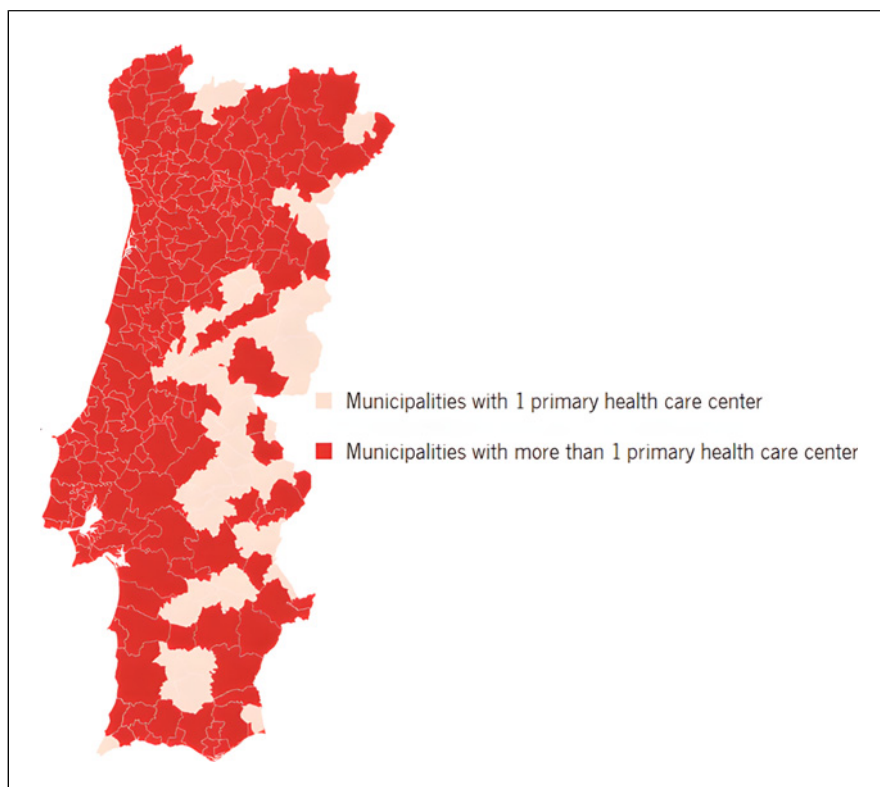 Municipalities with 1 primary health care center
Municipalities with more than 1 primary health care center